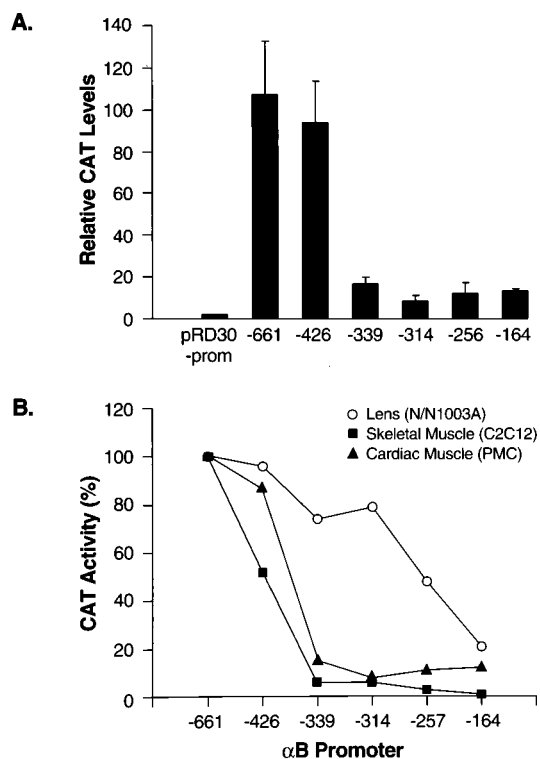 A.
140
120
100
80
60
40
20
0
Relative CAT Levels
pRD30 -661 -426 -339 -314 -256 -164
-prom
B.
120
100
80
60
40
20
0
CAT Activity (%)
Lens (N/N1003A)
Skeletal Muscle (C2C12)
Cardiac Muscle (PMC)
-661 -426 -339 -314 -257 -164
αB Promoter